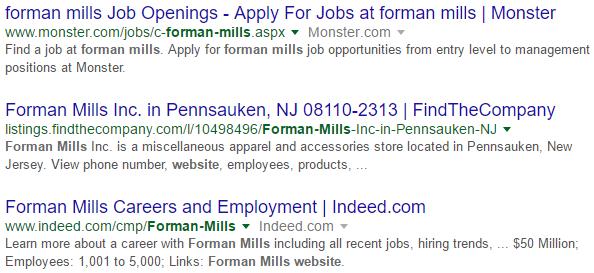 forman mills Job Openings - Apply For Jobs at forman mills | Monster
www.monster.com/jobs/c-forman-mills.aspx Monster.com
Find a job at forman mills. Apply for forman mills job opportunities from entry level to management
positions at Monster.
Forman Mills Inc. in Pennsauken, NJ 08110-2313 | FindTheCompany
listings.findthecompany.com/l/10498496/Forman-Mills-Inc-in-Pennsauken-NJ
Forman Mills Inc. is a miscellaneous apparel and accessories store located in Pennsauken, New
Jersey. View phone number, website, employees, products, ...
Forman Mills Careers and Employment | Indeed.com
www.indeed.com/cmp/Forman-Mills Indeed.com
Learn more about a career with Forman Mills including all recent jobs, hiring trends, ... $50 Million;
Employees: 1,001 to 5,000; Links: Forman Mills website.